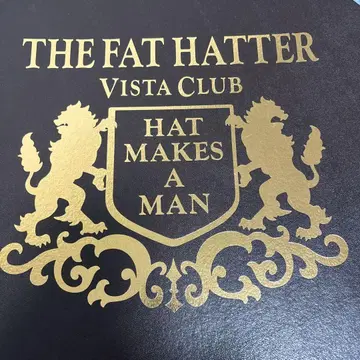 THE FAT HATTER
VISTA CLUB
HAT
MAKES
A
MAN